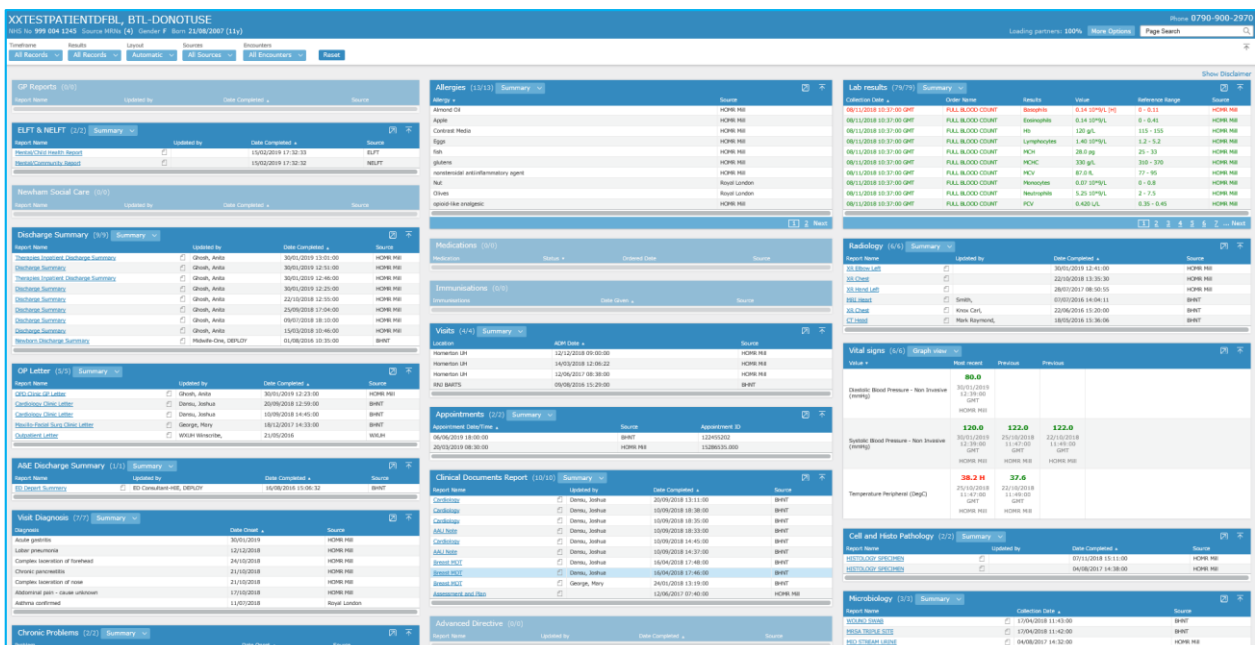 XXTESTPATIENTDFBL, BTL-DONOTUSE
Phone 0790-900-2970
NHS No 999 004 1245 Source MRNs (4) Gender F Born 21/08/2007 (11y)
Loading partners: 100% More Options Page Search
Timeframe Results Layout Sources Encounters
All Records All Records Automatic All Sources All Encounters Reset
Show Disclaimer
GP Reports (0/0)
Report Name Updated by Date Completed Source
ELFT & NELFT (2/2) Summary
Report Name Updated by Date Completed Source
Mental/Child Health Report 15/02/2019 17:32:33 ELFT
Mental/Community Report 15/02/2019 17:32:32 NELFT
Newham Social Care (0/0)
Report Name Updated by Date Completed Source
Discharge Summary (9/9) Summary
Report Name Updated by Date Completed Source
Therapies Inpatient Discharge Summary Ghosh, Anita 30/01/2019 13:01:00 HOMR Mill
Discharge Summary Ghosh, Anita 30/01/2019 12:51:00 HOMR Mill
Therapies Inpatient Discharge Summary Ghosh, Anita 30/01/2019 12:46:00 HOMR Mill
Discharge Summary Ghosh, Anita 30/01/2019 12:25:00 HOMR Mill
Discharge Summary Ghosh, Anita 22/10/2018 12:55:00 HOMR Mill
Discharge Summary Ghosh, Anita 25/09/2018 17:04:00 HOMR Mill
Discharge Summary Ghosh, Anita 09/07/2018 18:10:00 HOMR Mill
Discharge Summary Ghosh, Anita 15/03/2018 10:46:00 HOMR Mill
Newborn Discharge Summary Midwife-One, DEPLOY 01/08/2016 10:35:00 BHNT
OP Letter (5/5) Summary
Report Name Updated by Date Completed Source
OPD Clinic GP Letter Ghosh, Anita 30/01/2019 12:23:00 HOMR Mill
Cardiology Clinic Letter Densu, Joshua 20/09/2018 12:59:00 BHNT
Cardiology Clinic Letter Densu, Joshua 10/09/2018 14:45:00 BHNT
Maxillo-Facial Surg Clinic Letter George, Mary 18/12/2017 14:33:00 BHNT
Outpatient Letter WXUH Winscribe, 21/05/2016 WXUH
A&E Discharge Summary (1/1) Summary
Report Name Updated by Date Completed Source
ED Depart Summary ED Consultant-HIE, DEPLOY 16/08/2016 15:06:32 BHNT
Visit Diagnosis (7/7) Summary
Diagnosis Date Onset Source
Acute gastritis 30/01/2019 HOMR Mill
Lobar pneumonia 12/12/2018 HOMR Mill
Complex laceration of forehead 24/10/2018 HOMR Mill
Chronic pancreatitis 21/10/2018 HOMR Mill
Complex laceration of nose 21/10/2018 HOMR Mill
Abdominal pain - cause unknown 17/10/2018 HOMR Mill
Asthma confirmed 11/07/2018 Royal London
Chronic Problems (2/2) Summary
Allergies (13/13) Summary
Allergy Source
Almond Oil HOMR Mill
Apple HOMR Mill
Contrast Media HOMR Mill
Eggs HOMR Mill
fish HOMR Mill
glutens HOMR Mill
nonsteroidal antiinflammatory agent HOMR Mill
Nut Royal London
Olives Royal London
opioid-like analgesic HOMR Mill
1 2 Next
Medications (0/0)
Medication Status Ordered Date Source
Immunisations (0/0)
Immunisations Date Given Source
Visits (4/4) Summary
Location ADM Date Source
Homerton UH 12/12/2018 09:00:00 HOMR Mill
Homerton UH 14/03/2018 12:06:22 HOMR Mill
Homerton UH 12/06/2017 08:38:00 HOMR Mill
RNJ BARTS 09/08/2016 15:29:00 BHNT
Appointments (2/2) Summary
Appointment Date/Time Source Appointment ID
06/06/2019 18:00:00 BHNT 122455202
20/03/2019 08:30:00 HOMR Mill 15286535.000
Clinical Documents Report (10/10) Summary
Report Name Updated by Date Completed Source
Cardiology Densu, Joshua 20/09/2018 13:11:00 BHNT
Cardiology Densu, Joshua 10/09/2018 18:38:00 BHNT
Cardiology Densu, Joshua 10/09/2018 18:35:00 BHNT
AAU Note Densu, Joshua 10/09/2018 18:33:00 BHNT
Cardiology Densu, Joshua 10/09/2018 14:45:00 BHNT
AAU Note Densu, Joshua 10/09/2018 14:37:00 BHNT
Breast MDT Densu, Joshua 16/04/2018 17:48:00 BHNT
Breast MDT Densu, Joshua 16/04/2018 17:46:00 BHNT
Breast MDT George, Mary 24/01/2018 13:19:00 BHNT
Assessment and Plan 12/06/2017 07:40:00 HOMR Mill
Advanced Directive (0/0)
Report Name Updated by Date Completed Source
Lab results (79/79) Summary
Collection Date Order Name Results Value Reference Range Source
08/11/2018 10:37:00 GMT FULL BLOOD COUNT Basophils 0.14 10*9/L [H] 0 - 0.11 HOMR Mill
08/11/2018 10:37:00 GMT FULL BLOOD COUNT Eosinophils 0.14 10*9/L 0 - 0.41 HOMR Mill
08/11/2018 10:37:00 GMT FULL BLOOD COUNT Hb 120 g/L 115 - 155 HOMR Mill
08/11/2018 10:37:00 GMT FULL BLOOD COUNT Lymphocytes 1.40 10*9/L 1.2 - 5.2 HOMR Mill
08/11/2018 10:37:00 GMT FULL BLOOD COUNT MCH 28.0 pg 25 - 33 HOMR Mill
08/11/2018 10:37:00 GMT FULL BLOOD COUNT MCHC 330 g/L 310 - 370 HOMR Mill
08/11/2018 10:37:00 GMT FULL BLOOD COUNT MCV 87.0 fL 77 - 95 HOMR Mill
08/11/2018 10:37:00 GMT FULL BLOOD COUNT Monocytes 0.07 10*9/L 0 - 0.8 HOMR Mill
08/11/2018 10:37:00 GMT FULL BLOOD COUNT Neutrophils 5.25 10*9/L 2 - 7.5 HOMR Mill
08/11/2018 10:37:00 GMT FULL BLOOD COUNT PCV 0.420 L/L 0.35 - 0.45 HOMR Mill
1 2 3 4 5 6 7 ... Next
Radiology (6/6) Summary
Report Name Updated by Date Completed Source
XR Elbow Left 30/01/2019 12:41:00 HOMR Mill
XR Chest 22/10/2018 13:35:30 HOMR Mill
XR Hand Left 28/07/2017 08:50:55 HOMR Mill
MRI Heart Smith, 07/07/2016 14:04:11 BHNT
XR Chest Knox Carl, 22/06/2016 15:20:00 BHNT
CT Head Mark Raymond, 18/05/2016 15:36:06 BHNT
Vital signs (6/6) Graph view
Value Most recent Previous Previous
80.0
Diastolic Blood Pressure - Non Invasive (mmHg) 30/01/2019 12:39:00 GMT
HOMR Mill
120.0 122.0 122.0
Systolic Blood Pressure - Non Invasive (mmHg) 30/01/2019 12:39:00 GMT 25/10/2018 11:47:00 GMT 22/10/2018 11:49:00 GMT
HOMR Mill HOMR Mill HOMR Mill
38.2 H 37.6
Temperature Peripheral (DegC) 25/10/2018 11:47:00 GMT 22/10/2018 11:49:00 GMT
HOMR Mill HOMR Mill
Cell and Histo Pathology (2/2) Summary
Report Name Updated by Date Completed Source
HISTOLOGY SPECIMEN 07/11/2018 15:11:00 HOMR Mill
HISTOLOGY SPECIMEN 04/08/2017 14:38:00 HOMR Mill
Microbiology (3/3) Summary
Report Name Collection Date Source
WOUND SWAB 17/04/2018 11:43:00 BHNT
MRSA TRIPLE SITE 17/04/2018 11:42:00 BHNT
MID STREAM URINE 04/08/2017 14:32:00 HOMR Mill